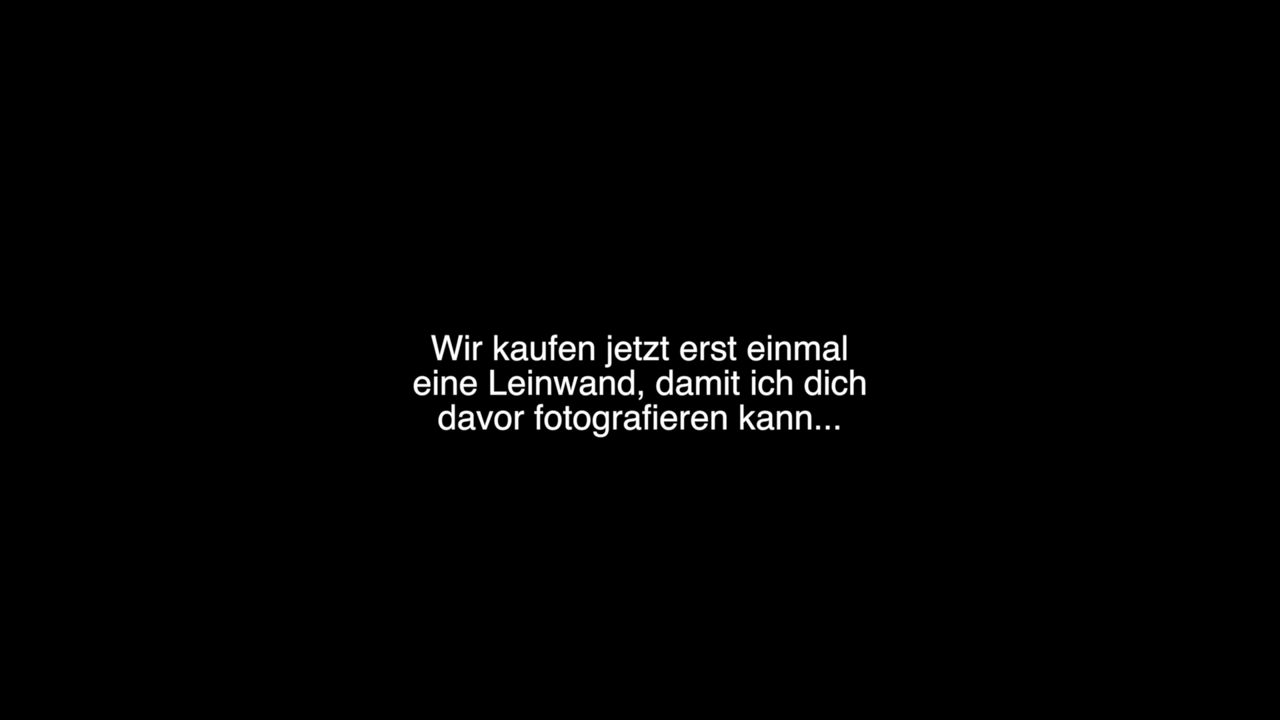 Wir kaufen jetzt erst einmal
eine Leinwand, damit ich dich
davor fotografieren kann...